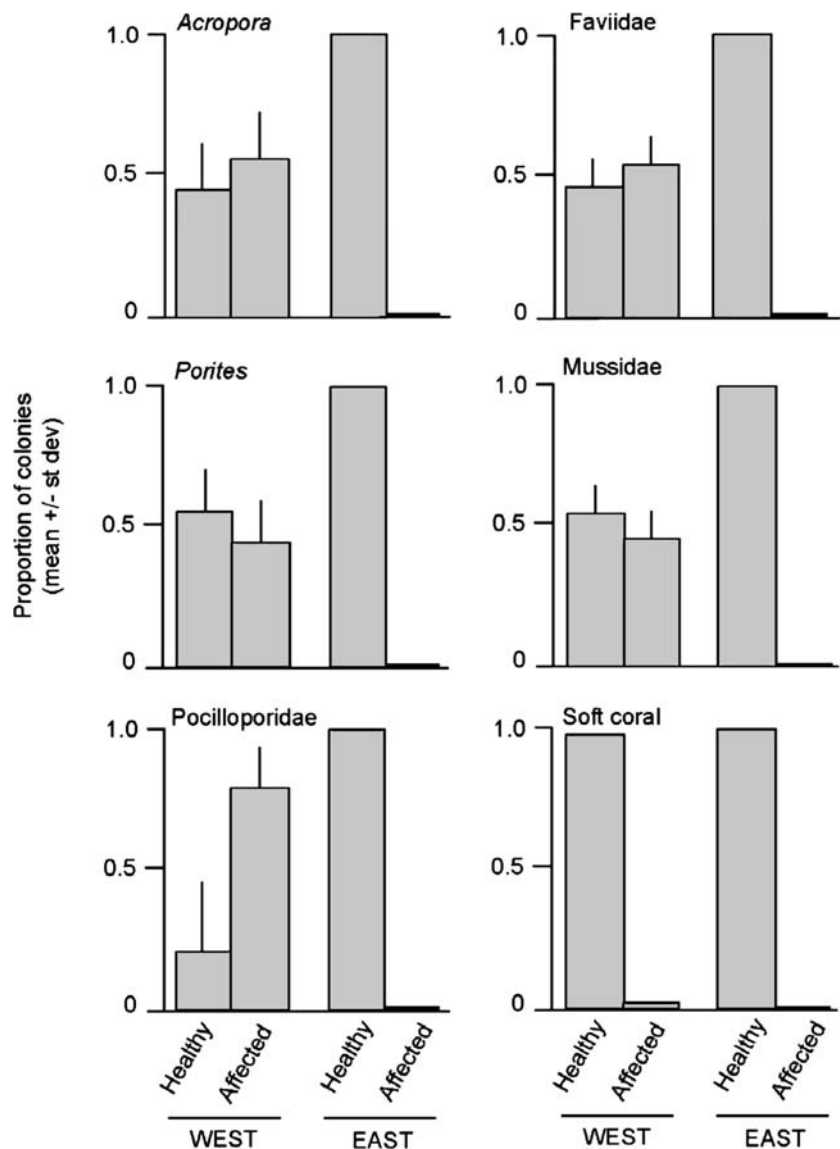 Acropora
1.0
0.5
0
Faviidae
1.0
0.5
0
Proportion of colonies
(mean +/- st dev)
Porites
1.0
0.5
0
Mussidae
1.0
0.5
0
Pocilloporidae
1.0
0.5
0
Healthy
Affected
Healthy
Affected
WEST
EAST
Soft coral
1.0
0.5
0
Healthy
Affected
Healthy
Affected
WEST
EAST